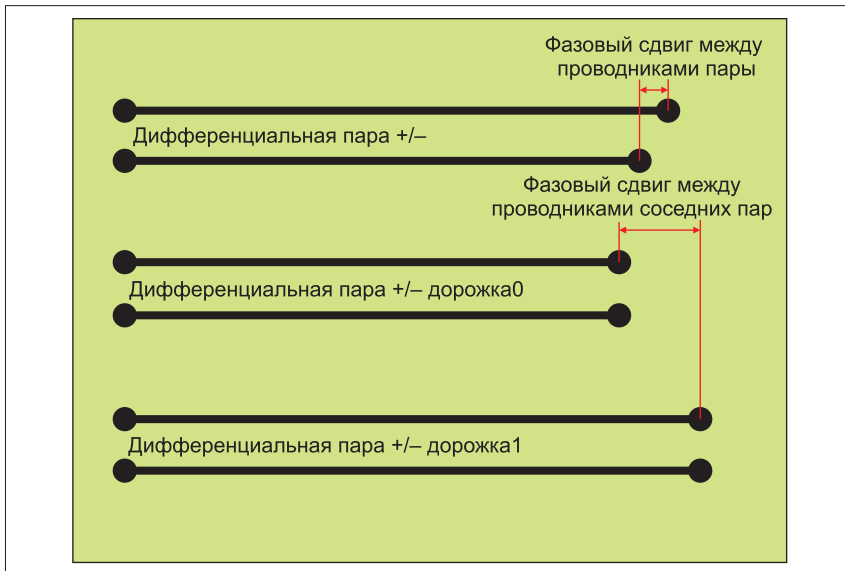 Фазовый сдвиг между
проводниками пары
Дифференциальная пара +/–
Фазовый сдвиг между
проводниками соседних пар
Дифференциальная пара +/– дорожка0
Дифференциальная пара +/– дорожка1